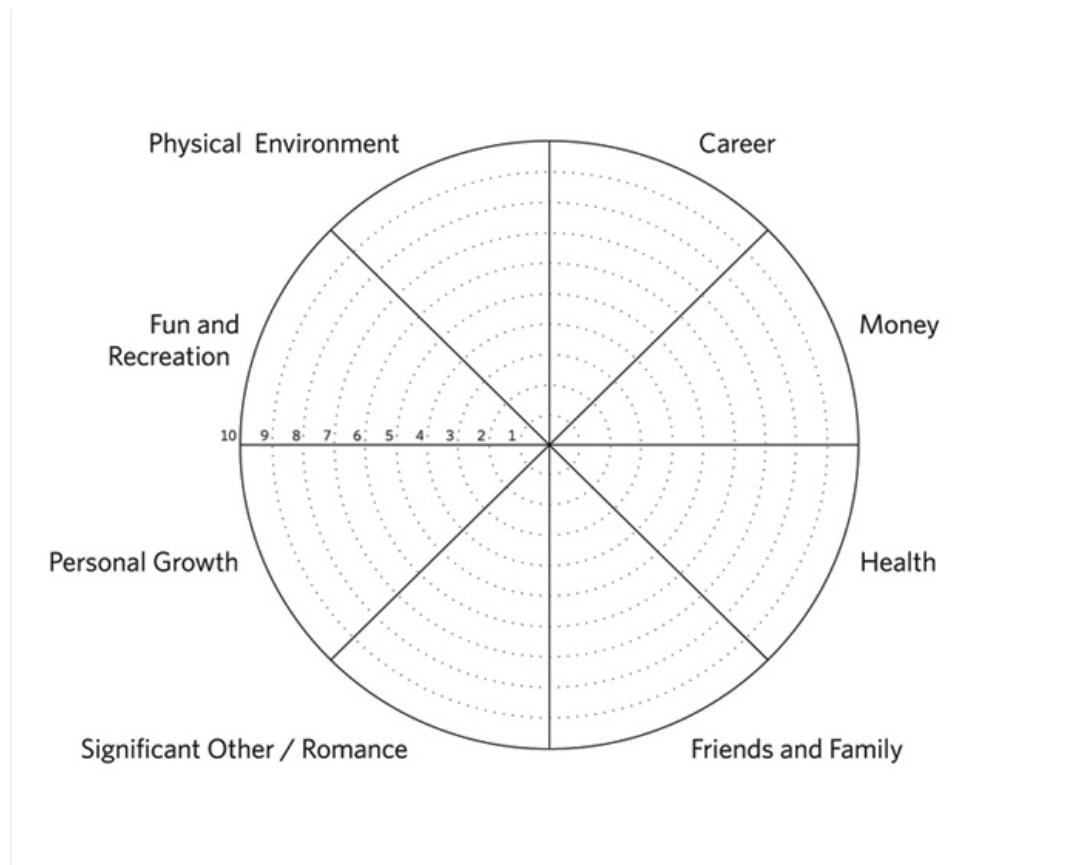 Physical Environment
Career
Fun and
Recreation
Money
10 9 8 7 6 5 4 3 2 1
Personal Growth
Health
Significant Other / Romance
Friends and Family